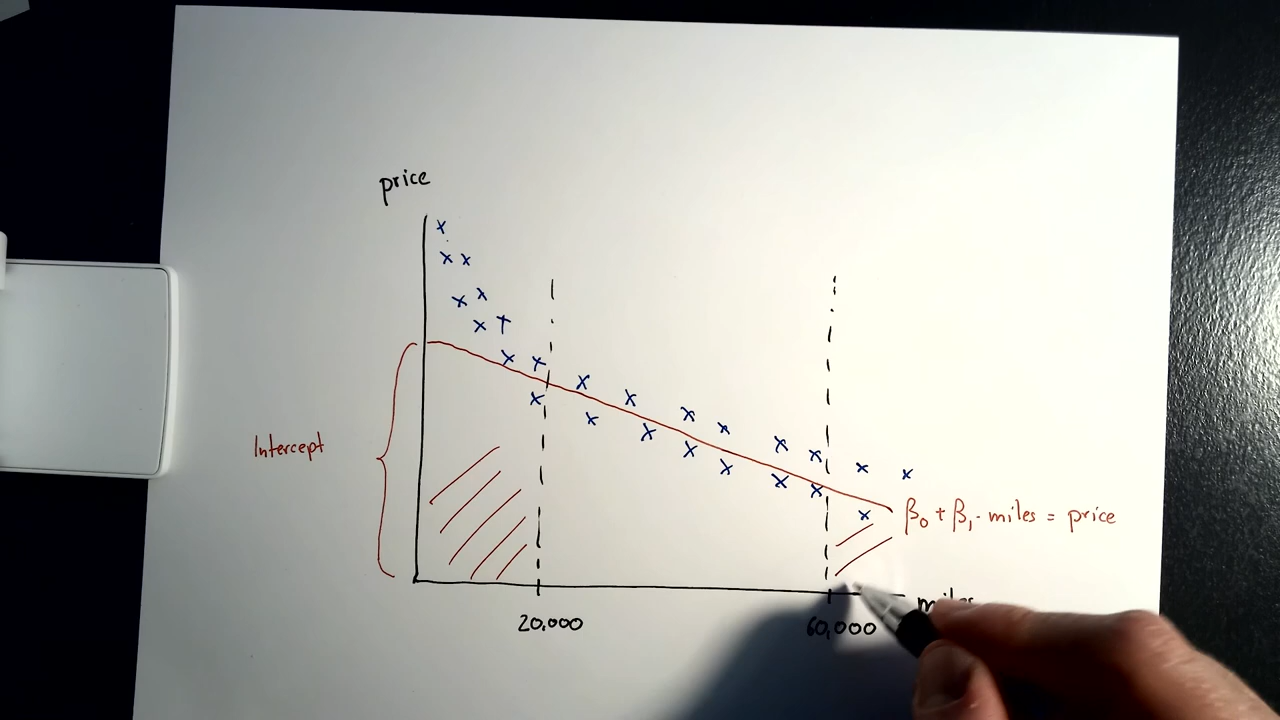 price
Intercept
β₀ + β₁ · miles = price
miles
20,000
60,000